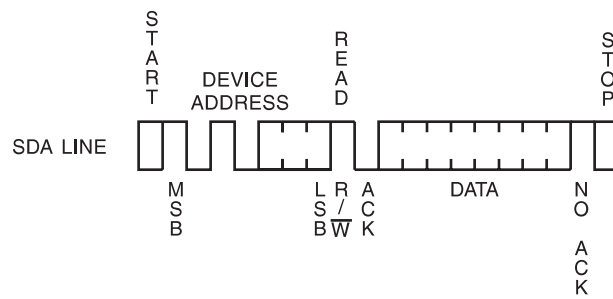 START
READ
STOP
DEVICE
ADDRESS
SDA LINE
MSB
LSB
R/W
ACK
DATA
NO ACK